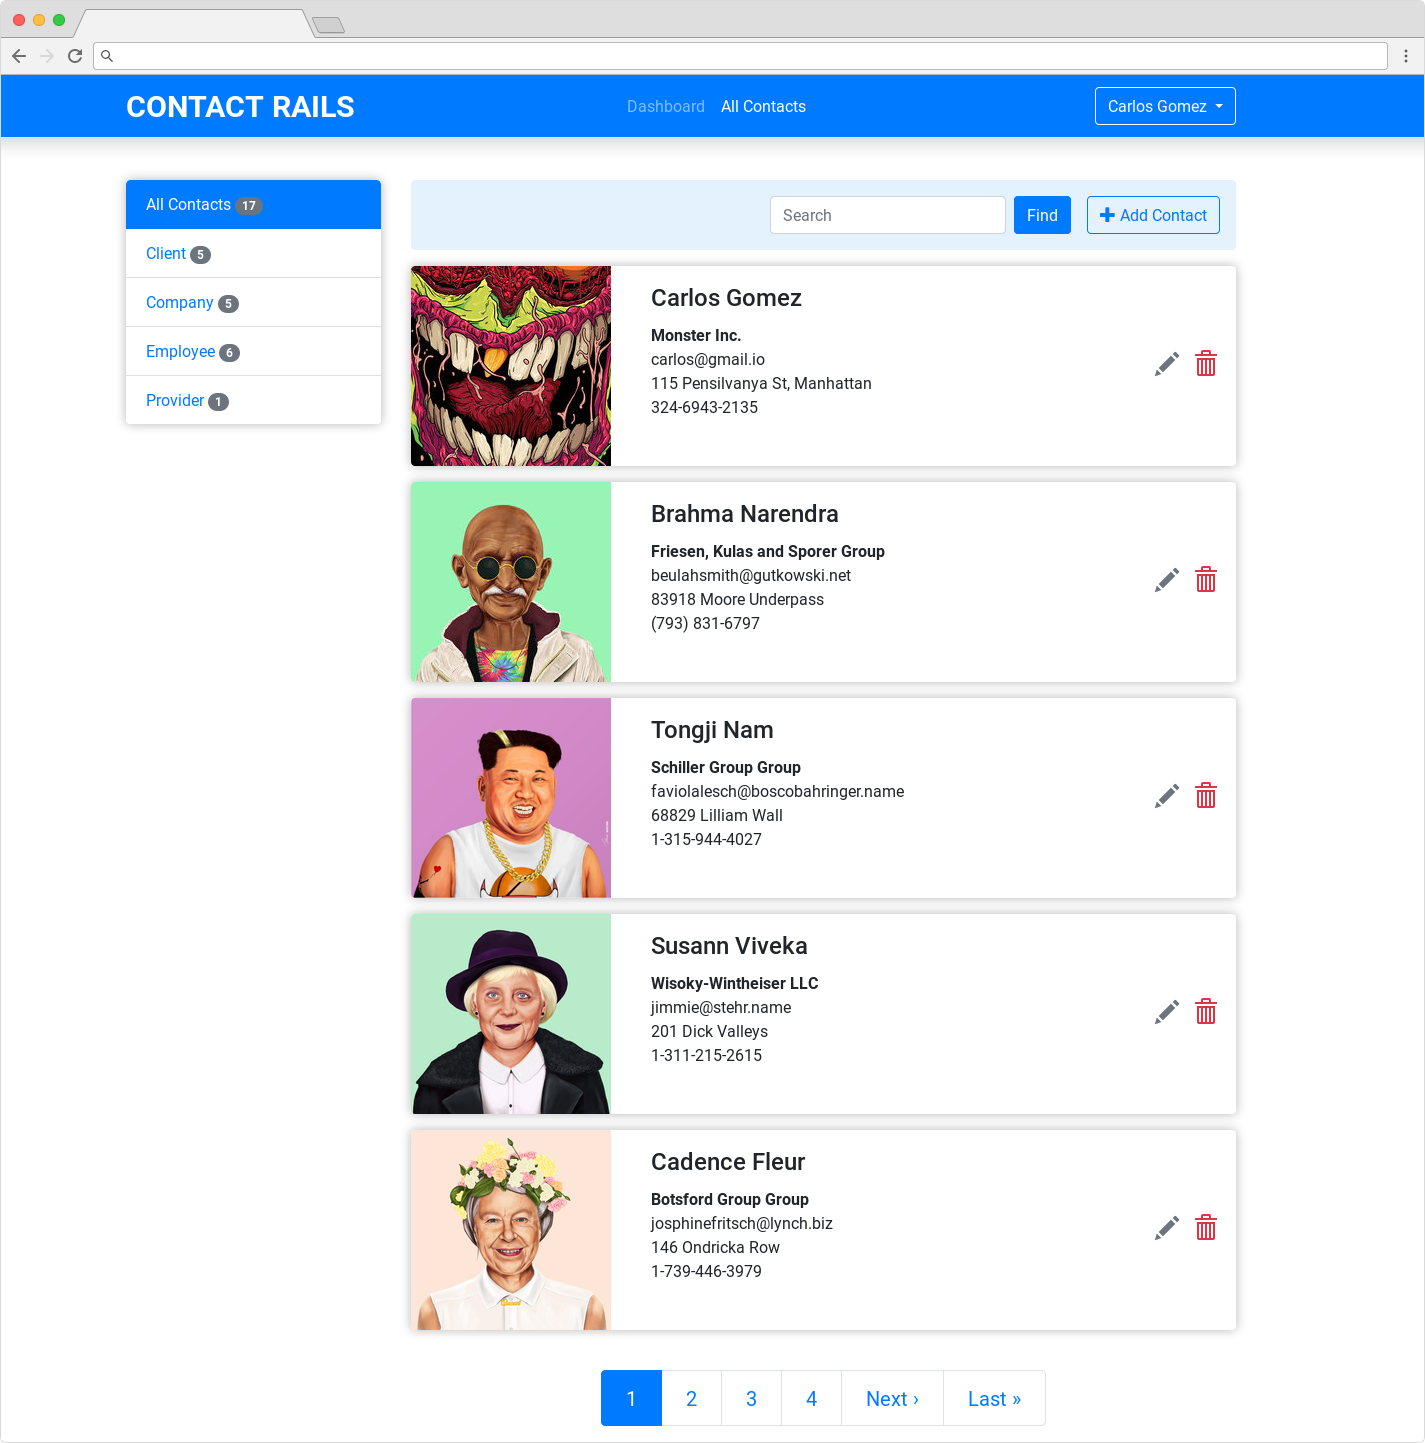 CONTACT RAILS
Dashboard All Contacts
Carlos Gomez
All Contacts 17
Client 5
Company 5
Employee 6
Provider 1
Search
Find
Add Contact
Carlos Gomez
Monster Inc.
carlos@gmail.io
115 Pensilvanya St, Manhattan
324-6943-2135
Brahma Narendra
Friesen, Kulas and Sporer Group
beulahsmith@gutkowski.net
83918 Moore Underpass
(793) 831-6797
Tongji Nam
Schiller Group Group
faviolalesch@boscobahringer.name
68829 Lilliam Wall
1-315-944-4027
Susann Viveka
Wisoky-Wintheiser LLC
jimmie@stehr.name
201 Dick Valleys
1-311-215-2615
Cadence Fleur
Botsford Group Group
josphinefritsch@lynch.biz
146 Ondricka Row
1-739-446-3979
1 2 3 4 Next › Last »